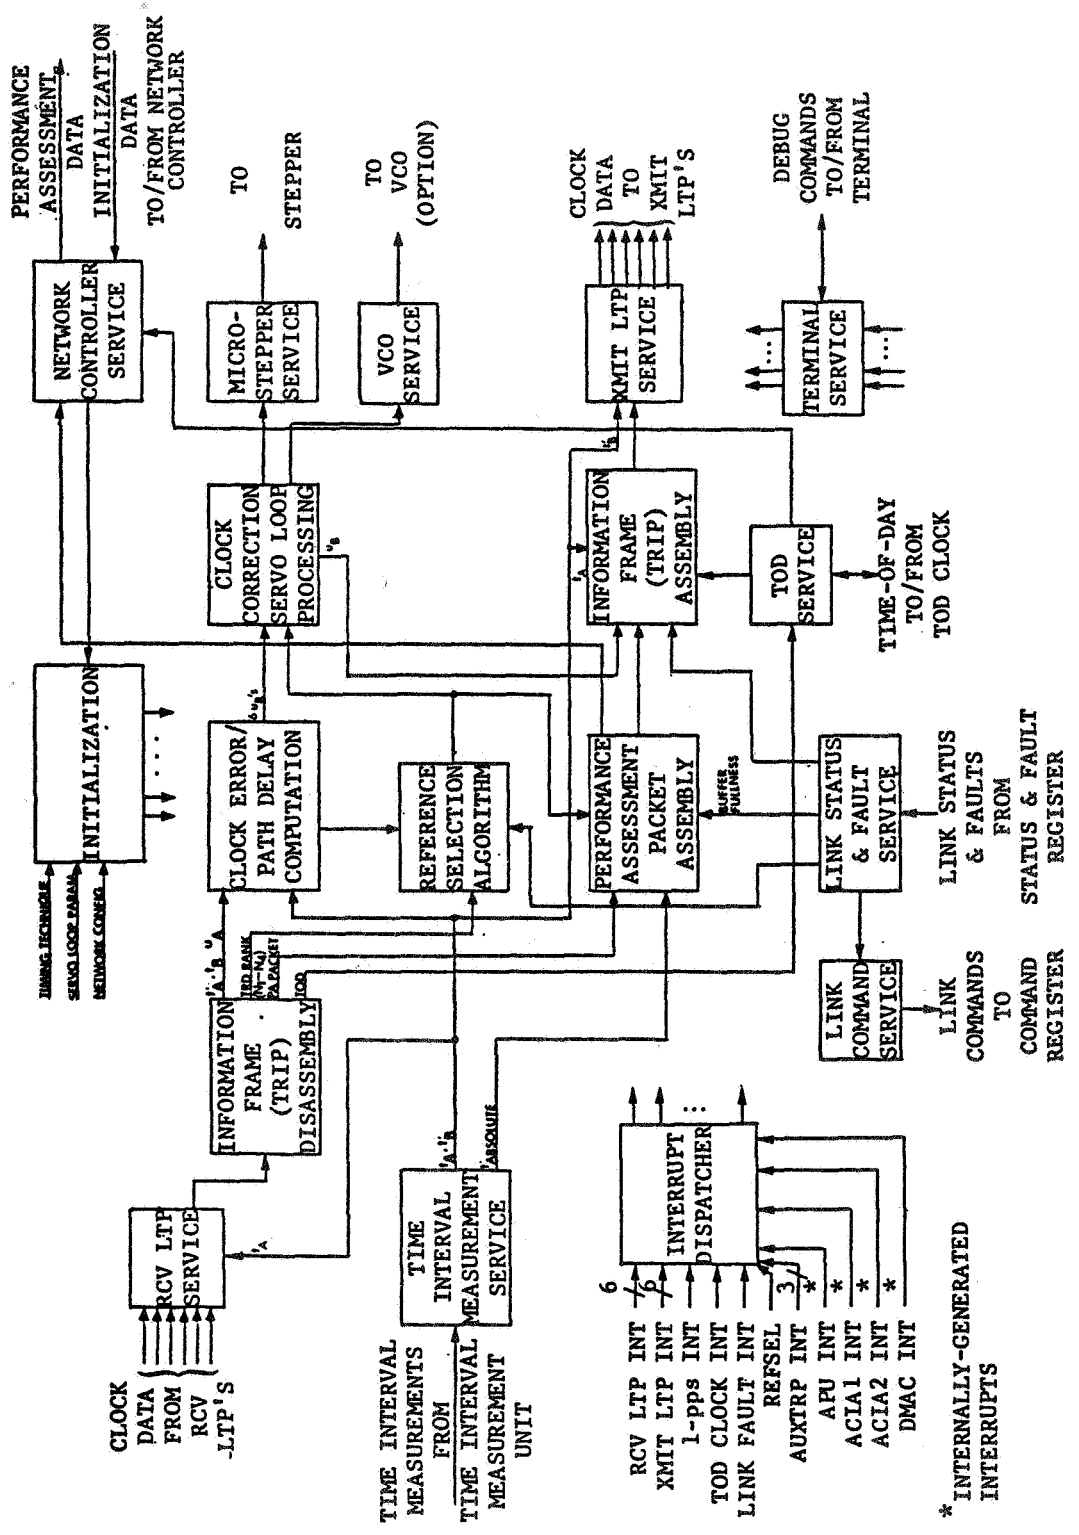 PERFORMANCE
ASSESSMENT
DATA
INITIALIZATION
DATA
TO/FROM NETWORK
CONTROLLER
NETWORK
CONTROLLER
SERVICE
TIMING TECHNIQUE
SERVO LOOP PARAM
NETWORK CONFIG
INITIALIZATION
TO
STEPPER
MICRO-
STEPPER
SERVICE
TO
VCO
(OPTION)
VCO
SERVICE
CLOCK
CORRECTION
SERVO LOOP
PROCESSING
CLOCK ERROR/
PATH DELAY
COMPUTATION
REFERENCE
SELECTION
ALGORITHM
INFORMATION
FRAME
(TRIP)
DISASSEMBLY
TRD RANK
(N1-N4)
PA PACKET
TOD
CLOCK
DATA
FROM
RCV
-LTP'S
RCV LTP
SERVICE
TIME INTERVAL
MEASUREMENTS
FROM
TIME INTERVAL
MEASUREMENT
UNIT
TIME
INTERVAL
MEASUREMENT
SERVICE
ABSOLUTE
CLOCK
DATA
TO
XMIT
LTP'S
XMIT LTP
SERVICE
INFORMATION
FRAME
(TRIP)
ASSEMBLY
PERFORMANCE
ASSESSMENT
PACKET
ASSEMBLY
BUFFER
FULLNESS
DEBUG
COMMANDS
TO/FROM
TERMINAL
TERMINAL
SERVICE
TOD
SERVICE
TIME-OF-DAY
TO/FROM
TOD CLOCK
LINK STATUS
& FAULT
SERVICE
LINK STATUS
& FAULTS
FROM
STATUS & FAULT
REGISTER
LINK
COMMAND
SERVICE
LINK
COMMANDS
TO
COMMAND
REGISTER
INTERRUPT
DISPATCHER
RCV LTP INT 6
XMIT LTP INT 6
1-pps INT
TOD CLOCK INT
LINK FAULT INT
REFSEL
AUXTRP INT 3
APU INT *
ACIA1 INT *
ACIA2 INT *
DMAC INT *
* INTERNALLY-GENERATED
INTERRUPTS